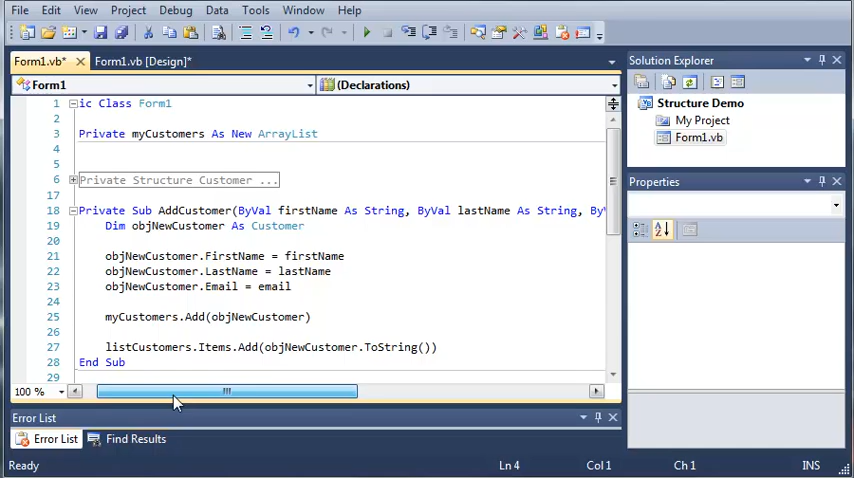 File Edit View Project Debug Data Tools Window Help
Form1.vb* Form1.vb [Design]*
Form1 (Declarations)
1 ic Class Form1
2
3 Private myCustomers As New ArrayList
4
5
6 Private Structure Customer ...
17
18 Private Sub AddCustomer(ByVal firstName As String, ByVal lastName As String, By
19 Dim objNewCustomer As Customer
20
21 objNewCustomer.FirstName = firstName
22 objNewCustomer.LastName = lastName
23 objNewCustomer.Email = email
24
25 myCustomers.Add(objNewCustomer)
26
27 listCustomers.Items.Add(objNewCustomer.ToString())
28 End Sub
29
100 %
Solution Explorer
Structure Demo
My Project
Form1.vb
Properties
Error List
Error List Find Results
Ready Ln 4 Col 1 Ch 1 INS